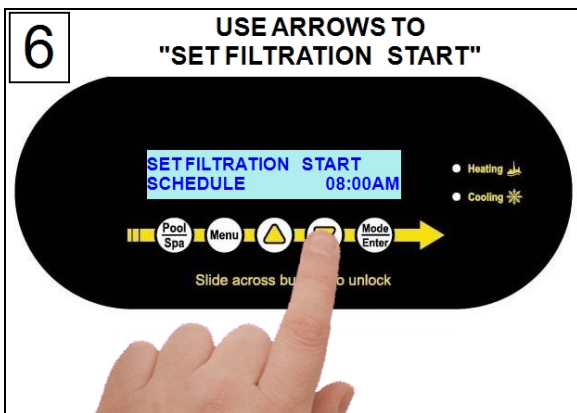 6
USE ARROWS TO
"SET FILTRATION START"
SET FILTRATION START
SCHEDULE 08:00AM
Heating
Cooling
Pool
Spa
Menu
Mode
Enter
Slide across bu o unlock